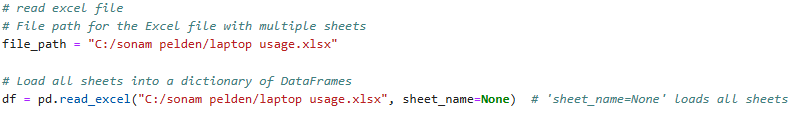 # read excel file
# File path for the Excel file with multiple sheets
file_path = "C:/sonam pelden/laptop usage.xlsx"
# Load all sheets into a dictionary of DataFrames
df = pd.read_excel("C:/sonam pelden/laptop usage.xlsx", sheet_name=None)  # 'sheet_name=None' loads all sheets